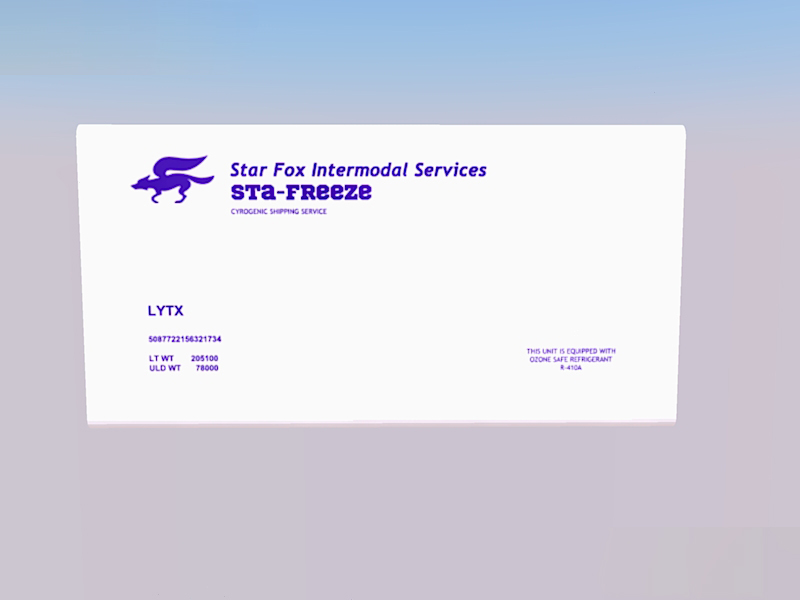 Star Fox Intermodal Services
STa-FReeze
CYROGENIC SHIPPING SERVICE
LYTX
5087722156321734
LT WT 205100
ULD WT 78000
THIS UNIT IS EQUIPPED WITH
OZONE SAFE REFRIGERANT
R-410A